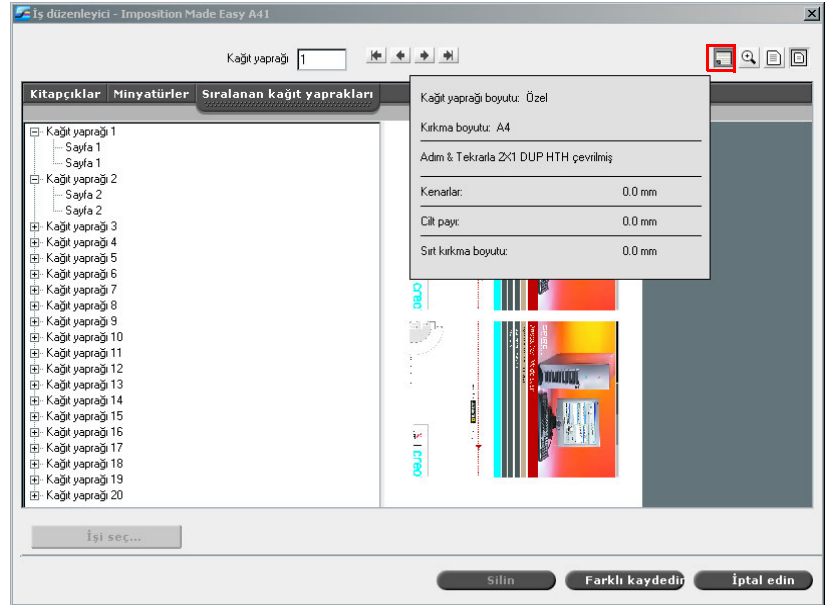 İş düzenleyici - Imposition Made Easy A41
Kağıt yaprağı 1
Kitapçıklar Minyatürler Sıralanan kağıt yaprakları
Kağıt yaprağı 1
Sayfa 1
Sayfa 1
Kağıt yaprağı 2
Sayfa 2
Sayfa 2
Kağıt yaprağı 3
Kağıt yaprağı 4
Kağıt yaprağı 5
Kağıt yaprağı 6
Kağıt yaprağı 7
Kağıt yaprağı 8
Kağıt yaprağı 9
Kağıt yaprağı 10
Kağıt yaprağı 11
Kağıt yaprağı 12
Kağıt yaprağı 13
Kağıt yaprağı 14
Kağıt yaprağı 15
Kağıt yaprağı 16
Kağıt yaprağı 17
Kağıt yaprağı 18
Kağıt yaprağı 19
Kağıt yaprağı 20
Kağıt yaprağı boyutu: Özel
Kırkma boyutu: A4
Adım & Tekrarla 2X1 DUP HTH çevrilmiş
Kenarlar: 0.0 mm
Cilt payı: 0.0 mm
Sırt kırkma boyutu: 0.0 mm
creo
İşi seç...
Silin Farklı kaydedin İptal edin